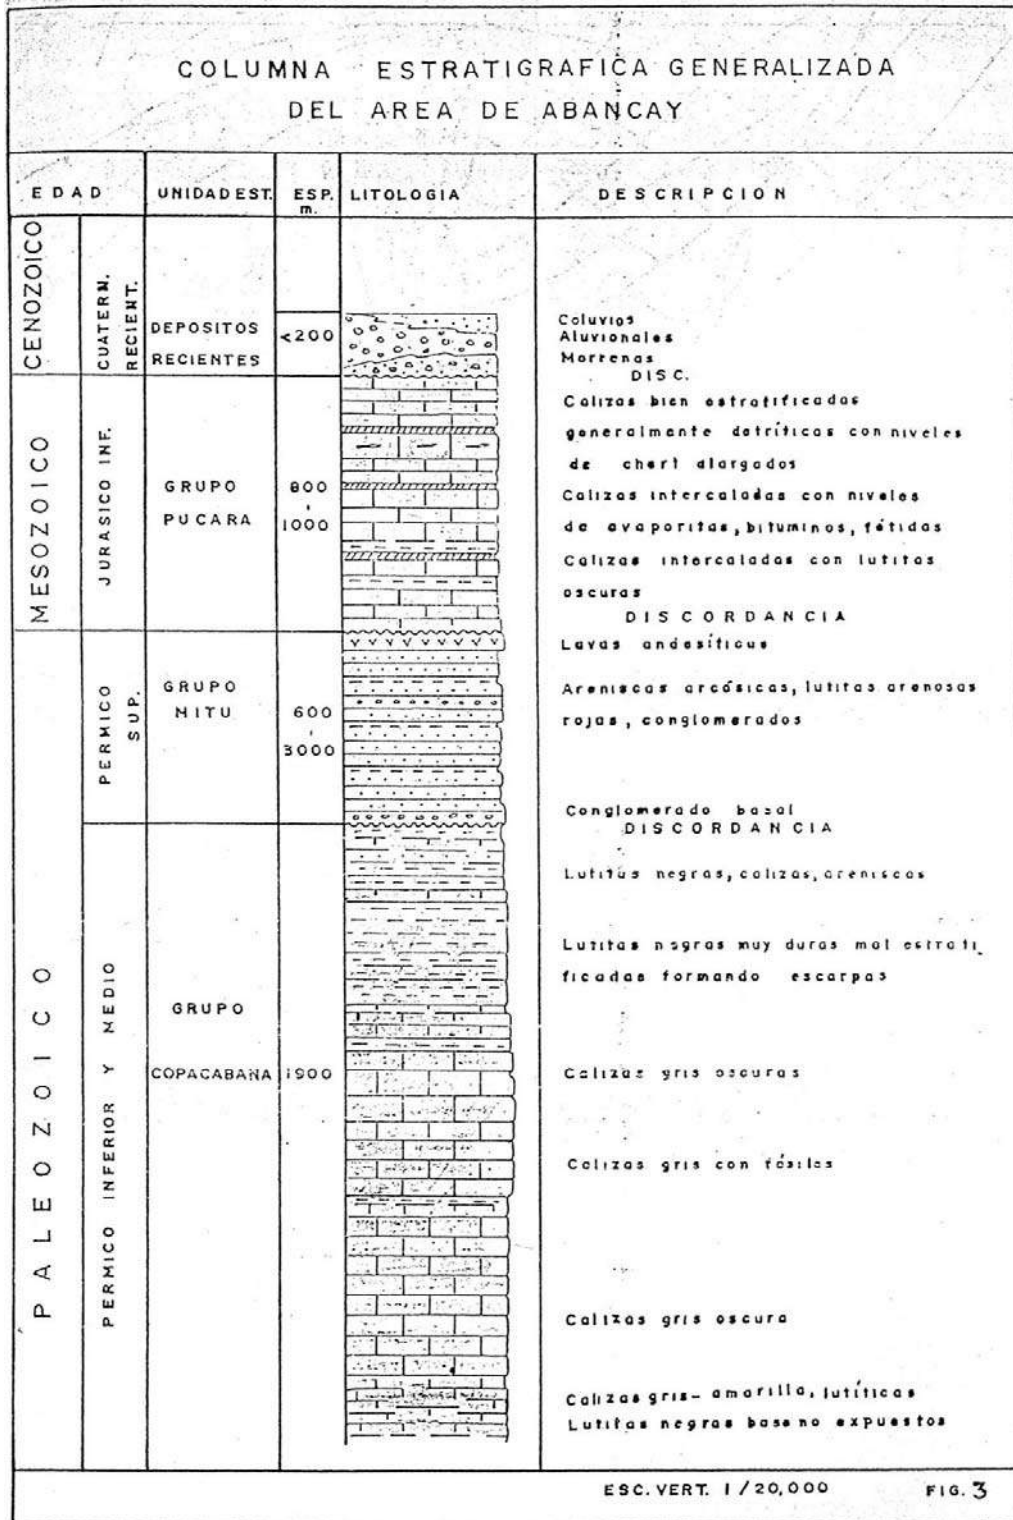 COLUMNA ESTRATIGRAFICA GENERALIZADA
DEL AREA DE ABANCAY
EDAD
UNIDAD EST.
ESP.
m.
LITOLOGIA
DESCRIPCION
CENOZOICO
CUATERN.
RECIENT.
DEPOSITOS
RECIENTES
<200
Coluvios
Aluvionales
Morrenas
DISC.
MESOZOICO
JURASICO INF.
GRUPO
PUCARA
800
-
1000
Calizas bien estratificadas
generalmente detríticas con niveles
de chert alargados
Calizas intercaladas con niveles
de evaporitas, bituminos, fétidas
Calizas intercaladas con lutitas
oscuras
DISCORDANCIA
PALEOZOICO
PERMICO
SUP.
GRUPO
MITU
600
-
3000
Lavas andesíticas
Areniscas arcósicas, lutitas arenosas
rojas, conglomerados
Conglomerado basal
DISCORDANCIA
PERMICO INFERIOR Y MEDIO
GRUPO
COPACABANA
1900
Lutitas negras, calizas, areniscas
Lutitas negras muy duras mal estrati
ficadas formando escarpas
Calizas gris oscuras
Calizas gris con fósiles
Calizas gris oscura
Calizas gris-amarilla, lutíticas
Lutitas negras base no expuestos
ESC. VERT. 1/20,000
FIG. 3